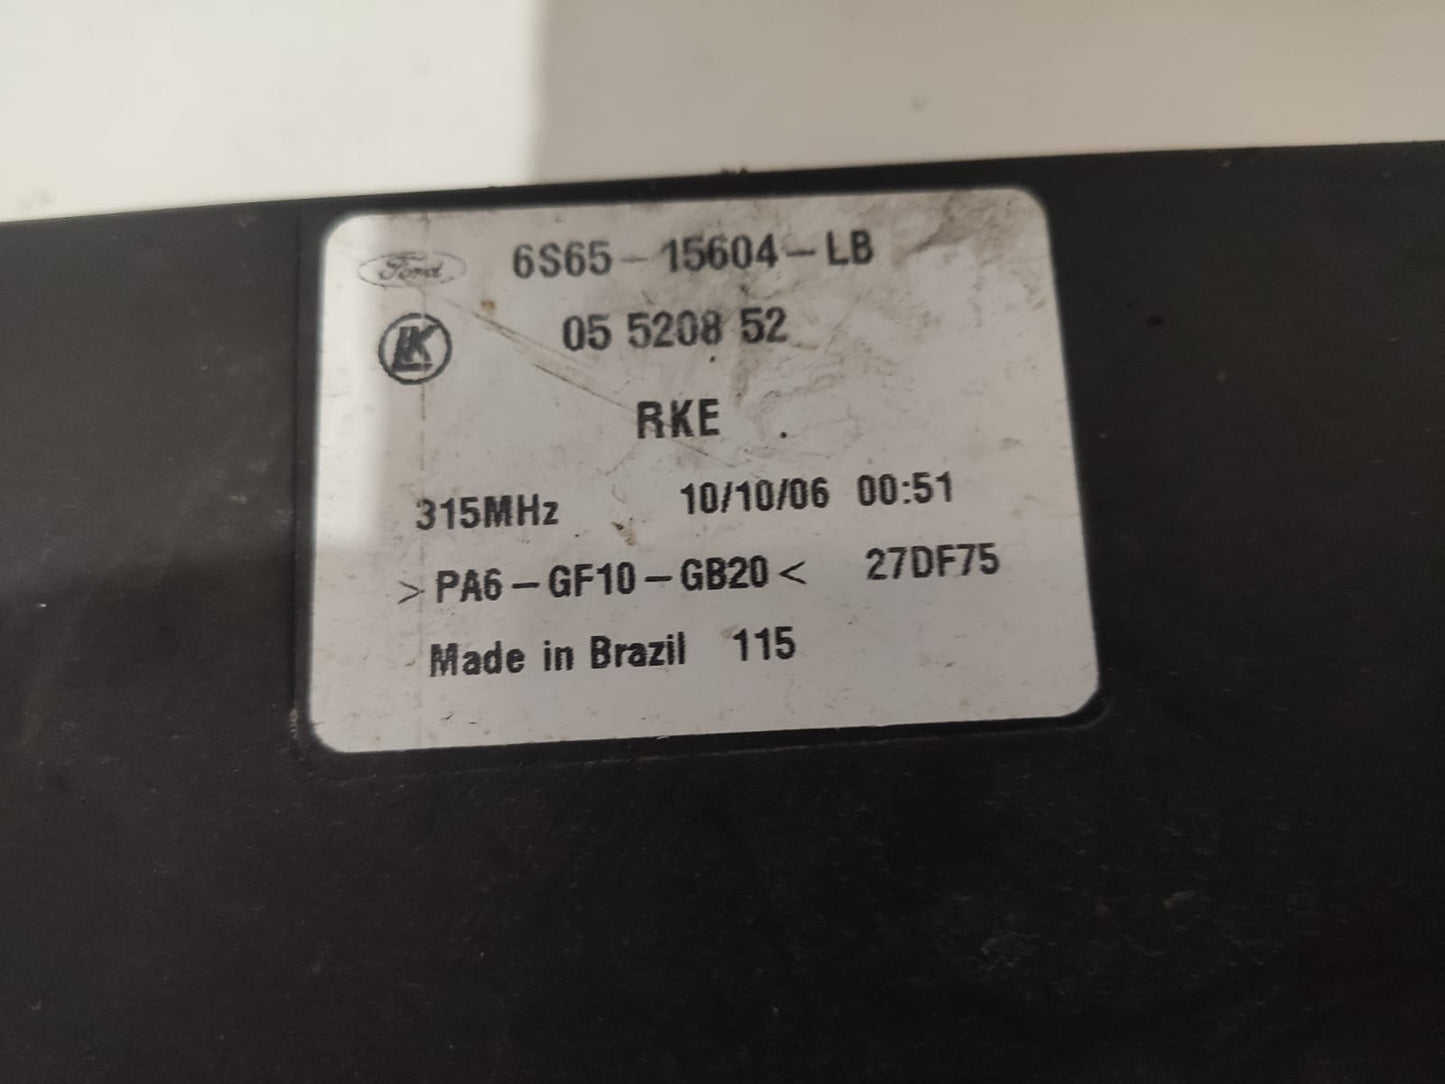 Ford 6S65-15604-LB
LK 05 5208 52
RKE
315MHz 10/10/06 00:51
>PA6-GF10-GB20< 27DF75
Made in Brazil 115